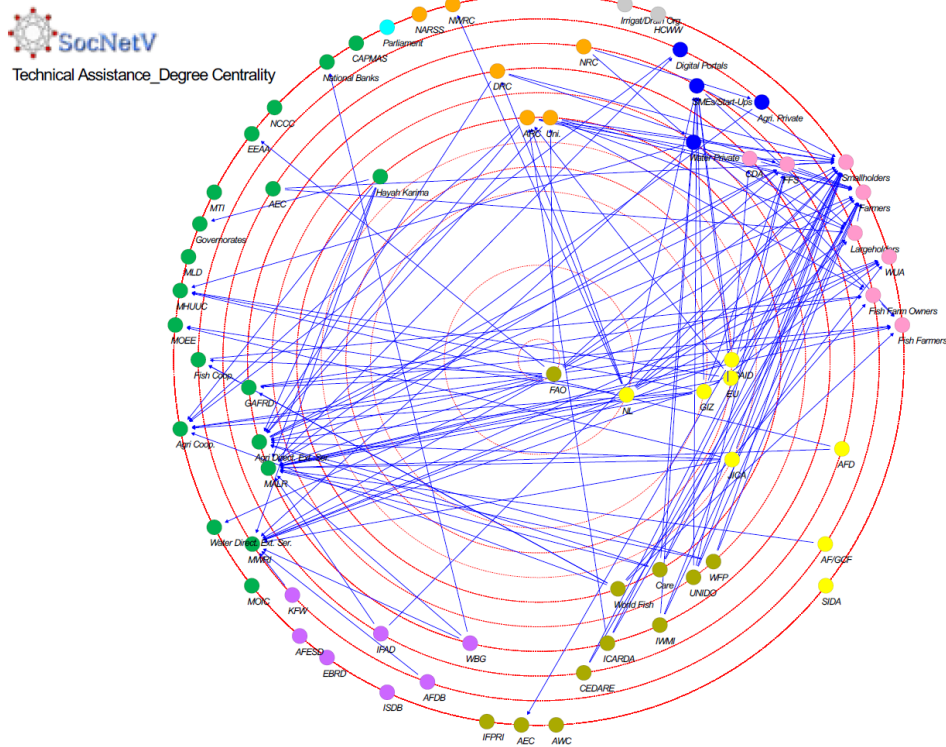 SocNetV
Technical Assistance_Degree Centrality
NWRC
NARSS
Parliament
CAPMAS
National Banks
Irrigat/Drain Org.
HCWW
NRC
Digital Portals
DRC
SMEs/Start-Ups
Agri. Private
NCCC
EEAA
ARC
Uni.
Water Private
CDA
FFS
Smallholders
Hayah Karima
AEC
MTI
Farmers
Governorates
Largeholders
MLD
WUA
MHUUC
Fish Farm Owners
MOEE
Fish Farmers
Fish Coop.
FAO
EU
GAFRD
NL
GIZ
Agri Coop.
Agri Direct. Ext. Ser.
AFD
MALR
JICA
Water Direct. Ext. Ser.
MWRI
AF/GCF
WFP
Care
UNIDO
MOIC
World Fish
SIDA
KFW
IWMI
AFESD
IFAD
WBG
ICARDA
EBRD
CEDARE
AFDB
ISDB
IFPRI
AEC
AWC